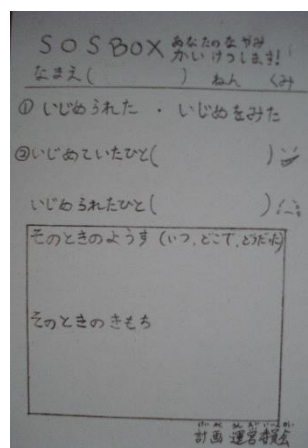 SOSBOX あなたのなやみ
かいけつします!
なまえ( ) ねん くみ
①いじめられた ・ いじめをみた
②いじめていたひと( )
いじめられたひと( )
そのときのようす(いつ、どこで、どうだった)
そのときのきもち
計画運営委員会